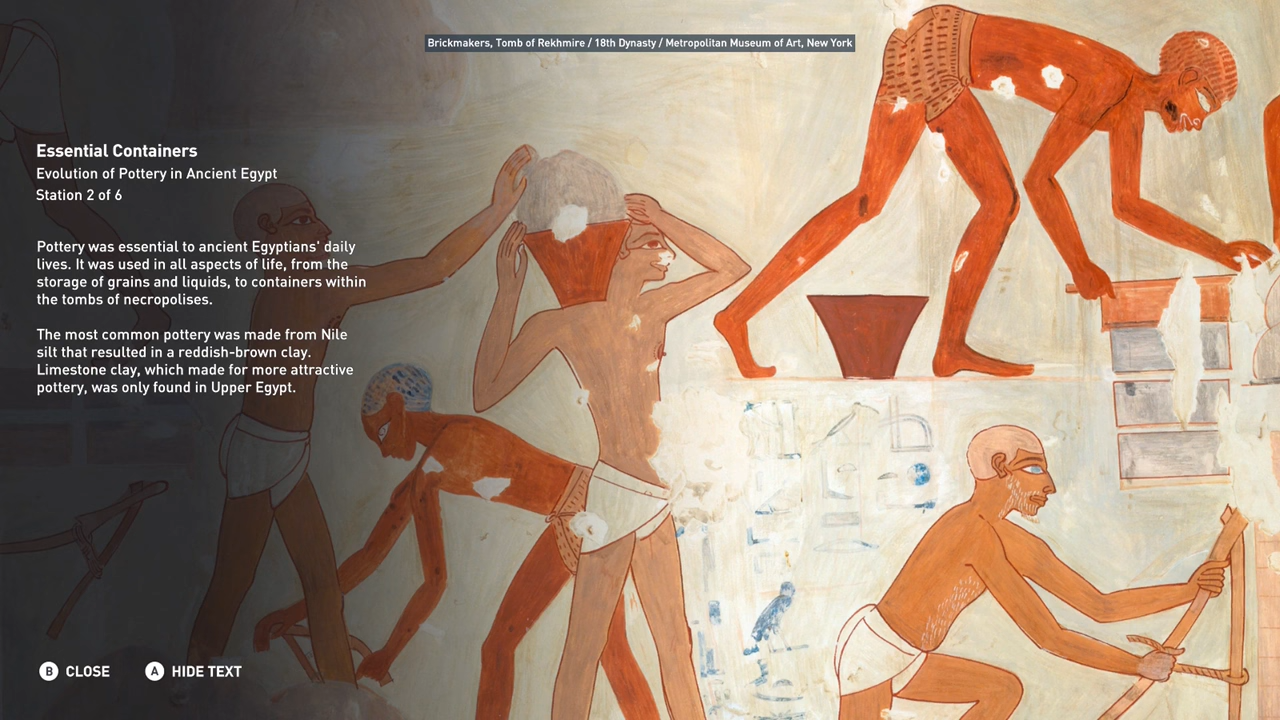 Brickmakers, Tomb of Rekhmire / 18th Dynasty / Metropolitan Museum of Art, New York
Essential Containers
Evolution of Pottery in Ancient Egypt
Station 2 of 6
Pottery was essential to ancient Egyptians' daily
lives. It was used in all aspects of life, from the
storage of grains and liquids, to containers within
the tombs of necropolises.
The most common pottery was made from Nile
silt that resulted in a reddish-brown clay.
Limestone clay, which made for more attractive
pottery, was only found in Upper Egypt.
B CLOSE A HIDE TEXT